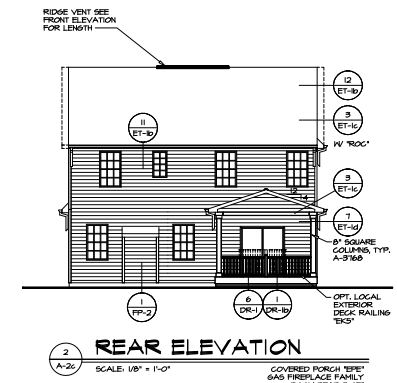 RIDGE VENT SEE
FRONT ELEVATION
FOR LENGTH
12
ET-1b
3
ET-1c
W/ "ROC"
11
ET-1b
3
ET-1c
12
14
7
ET-1d
8" SQUARE
COLUMNS, TYP.
A-3768
1
FP-2
6
DR-1
1
DR-1b
OPT. LOCAL
EXTERIOR
DECK RAILING
"EK5"
2
A-2c
REAR ELEVATION
SCALE: 1/8" = 1'-0"
COVERED PORCH "EPE"
GAS FIREPLACE FAMILY